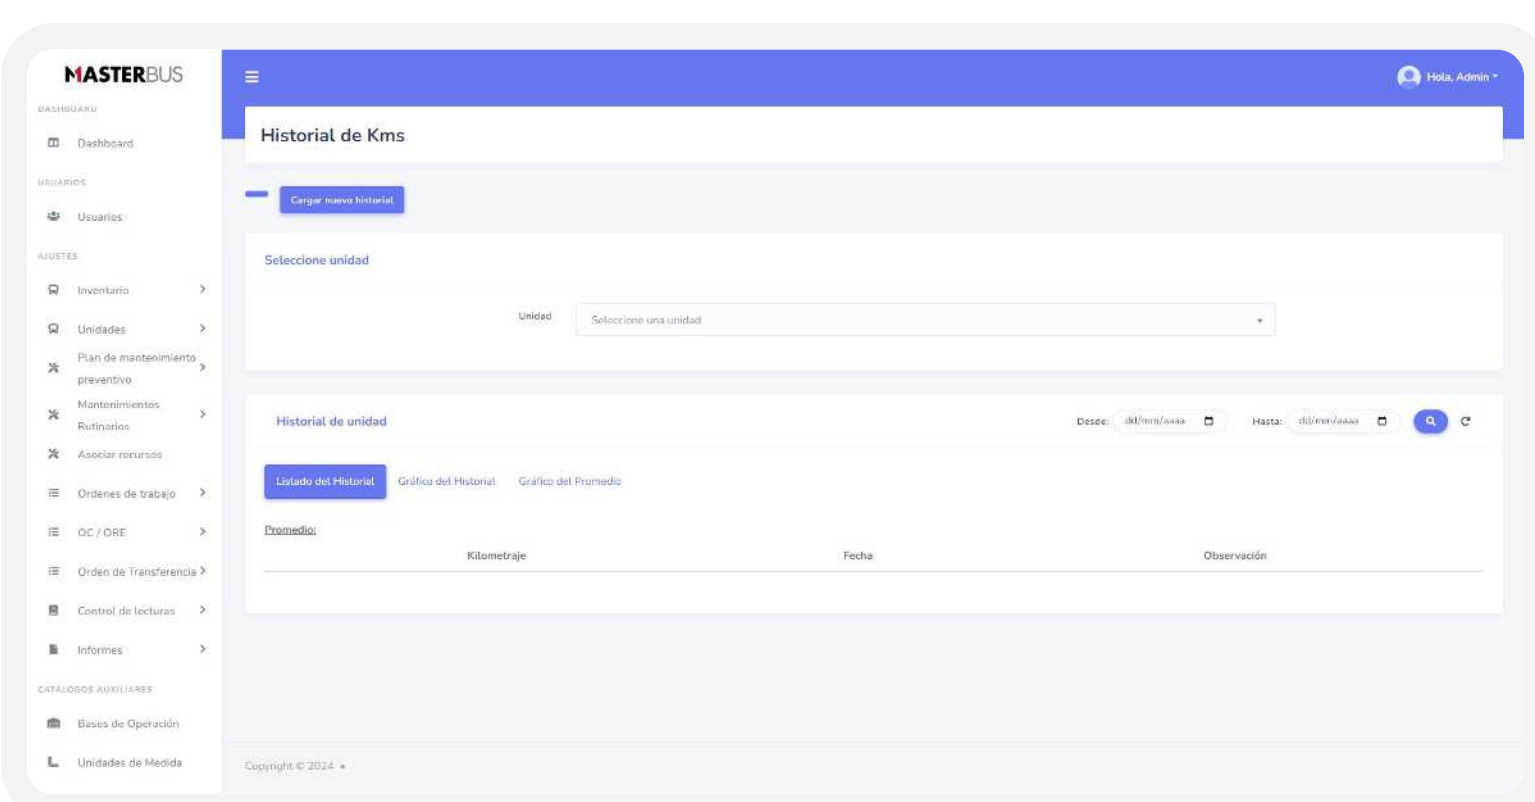 MASTERBUS
Hola, Admin
DASHBOARD
Dashboard
USUARIOS
Usuarios
AJUSTES
Inventario
Unidades
Plan de mantenimiento
preventivo
Mantenimientos
Rutinarios
Asociar recursos
Ordenes de trabajo
OC / ORE
Orden de Transferencia
Control de lecturas
Informes
CATÁLOGOS AUXILIARES
Bases de Operación
Unidades de Medida
Historial de Kms
Cargar nuevo historial
Seleccione unidad
Unidad Seleccione una unidad
Historial de unidad Desde: dd/mm/aaaa Hasta: dd/mm/aaaa
Listado del Historial Gráfico del Historial Gráfico del Promedio
Promedio:
Kilometraje Fecha Observación
Copyright © 2024